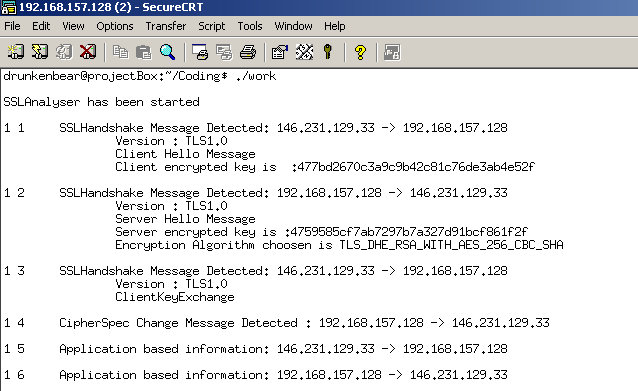 192.168.157.128 (2) - SecureCRT
File Edit View Options Transfer Script Tools Window Help
drunkenbear@projectBox:~/Coding$ ./work
SSLAnalyser has been started
1 1 SSLHandshake Message Detected: 146.231.129.33 -> 192.168.157.128
Version : TLS1.0
Client Hello Message
Client encrypted key is :477bd2670c3a9c9b42c81c76de3ab4e52f
1 2 SSLHandshake Message Detected: 192.168.157.128 -> 146.231.129.33
Version : TLS1.0
Server Hello Message
Server encrypted key is :4759585cf7ab7297b7a327d91bcf861f2f
Encryption Algorithm choosen is TLS_DHE_RSA_WITH_AES_256_CBC_SHA
1 3 SSLHandshake Message Detected: 146.231.129.33 -> 192.168.157.128
Version : TLS1.0
ClientKeyExchange
1 4 CipherSpec Change Message Detected : 192.168.157.128 -> 146.231.129.33
1 5 Application based information: 146.231.129.33 -> 192.168.157.128
1 6 Application based information: 192.168.157.128 -> 146.231.129.33